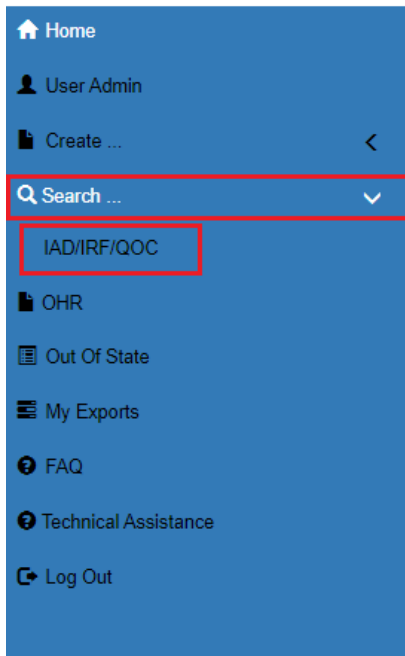 Home
User Admin
Create ...
Search ...
IAD/IRF/QOC
OHR
Out Of State
My Exports
FAQ
Technical Assistance
Log Out